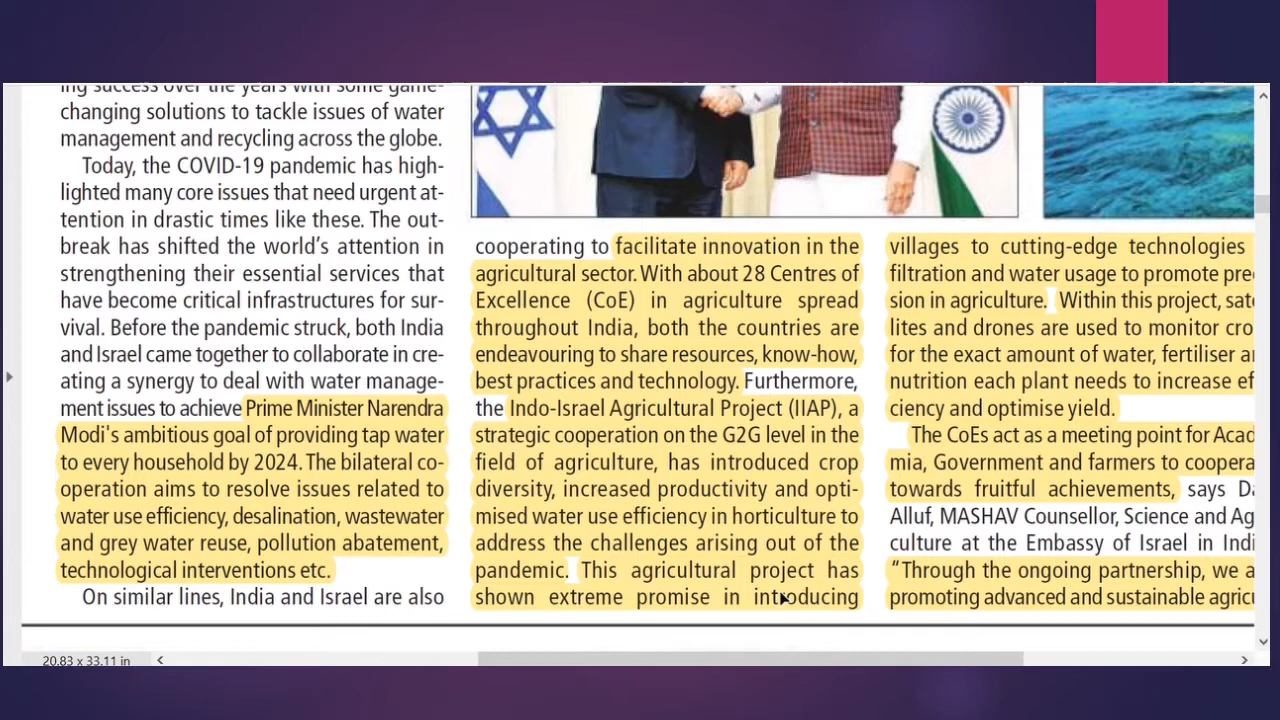 ing success over the years with some game-
changing solutions to tackle issues of water
management and recycling across the globe.
Today, the COVID-19 pandemic has high-
lighted many core issues that need urgent at-
tention in drastic times like these. The out-
break has shifted the world's attention in
strengthening their essential services that
have become critical infrastructures for sur-
vival. Before the pandemic struck, both India
and Israel came together to collaborate in cre-
ating a synergy to deal with water manage-
ment issues to achieve Prime Minister Narendra
Modi's ambitious goal of providing tap water
to every household by 2024. The bilateral co-
operation aims to resolve issues related to
water use efficiency, desalination, wastewater
and grey water reuse, pollution abatement,
technological interventions etc.
On similar lines, India and Israel are also
cooperating to facilitate innovation in the
agricultural sector. With about 28 Centres of
Excellence (CoE) in agriculture spread
throughout India, both the countries are
endeavouring to share resources, know-how,
best practices and technology. Furthermore,
the Indo-Israel Agricultural Project (IIAP), a
strategic cooperation on the G2G level in the
field of agriculture, has introduced crop
diversity, increased productivity and opti-
mised water use efficiency in horticulture to
address the challenges arising out of the
pandemic. This agricultural project has
shown extreme promise in introducing
villages to cutting-edge technologies
filtration and water usage to promote pre
sion in agriculture. Within this project, sate
lites and drones are used to monitor cro
for the exact amount of water, fertiliser a
nutrition each plant needs to increase ef
ciency and optimise yield.
The CoEs act as a meeting point for Acad
mia, Government and farmers to coopera
towards fruitful achievements, says Da
Alluf, MASHAV Counsellor, Science and Ag
culture at the Embassy of Israel in Indi
"Through the ongoing partnership, we a
promoting advanced and sustainable agricu
20.83 x 33.11 in